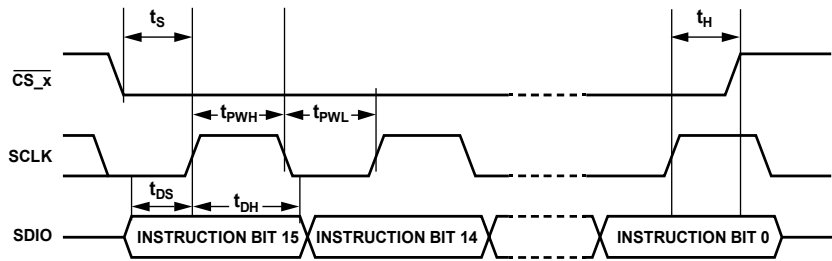 tS
tH
CS_x
tPWH
tPWL
SCLK
tDS
tDH
SDIO
INSTRUCTION BIT 15
INSTRUCTION BIT 14
INSTRUCTION BIT 0